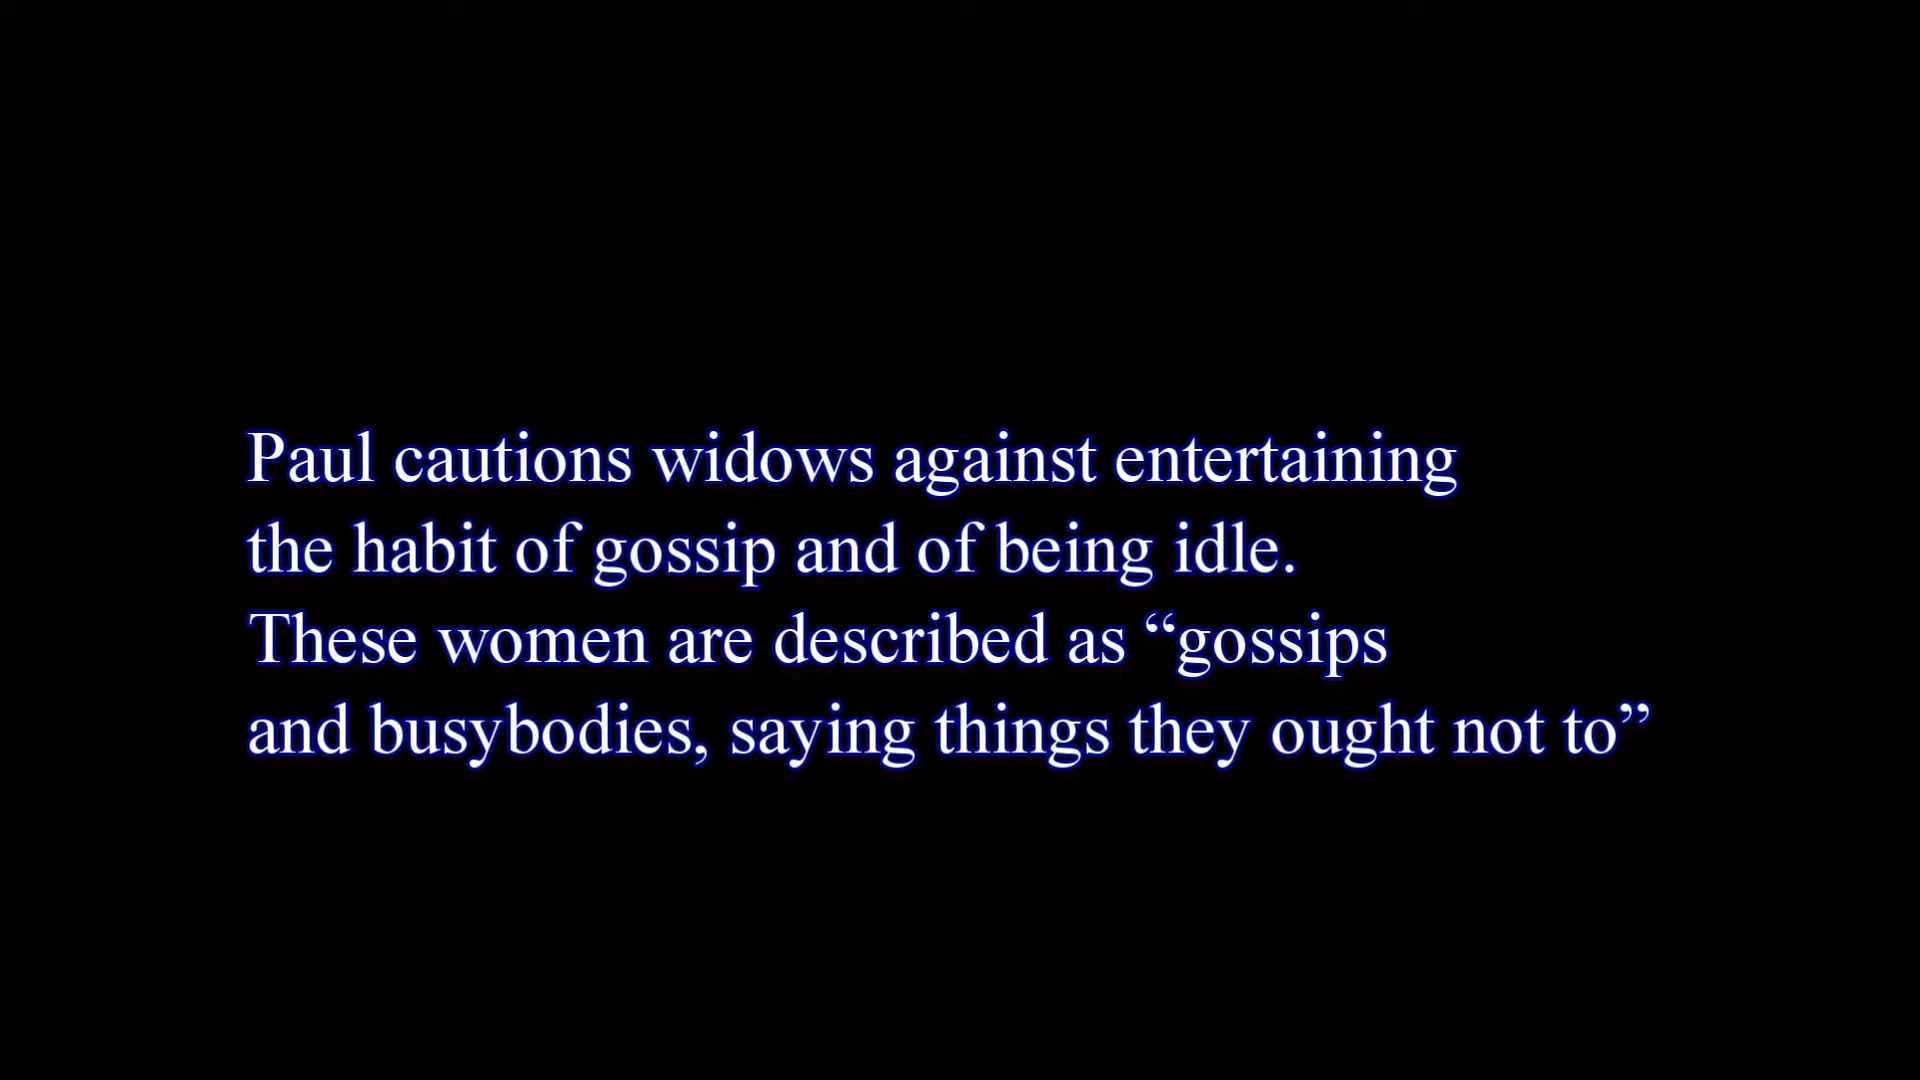 Paul cautions widows against entertaining
the habit of gossip and of being idle.
These women are described as “gossips
and busybodies, saying things they ought not to”